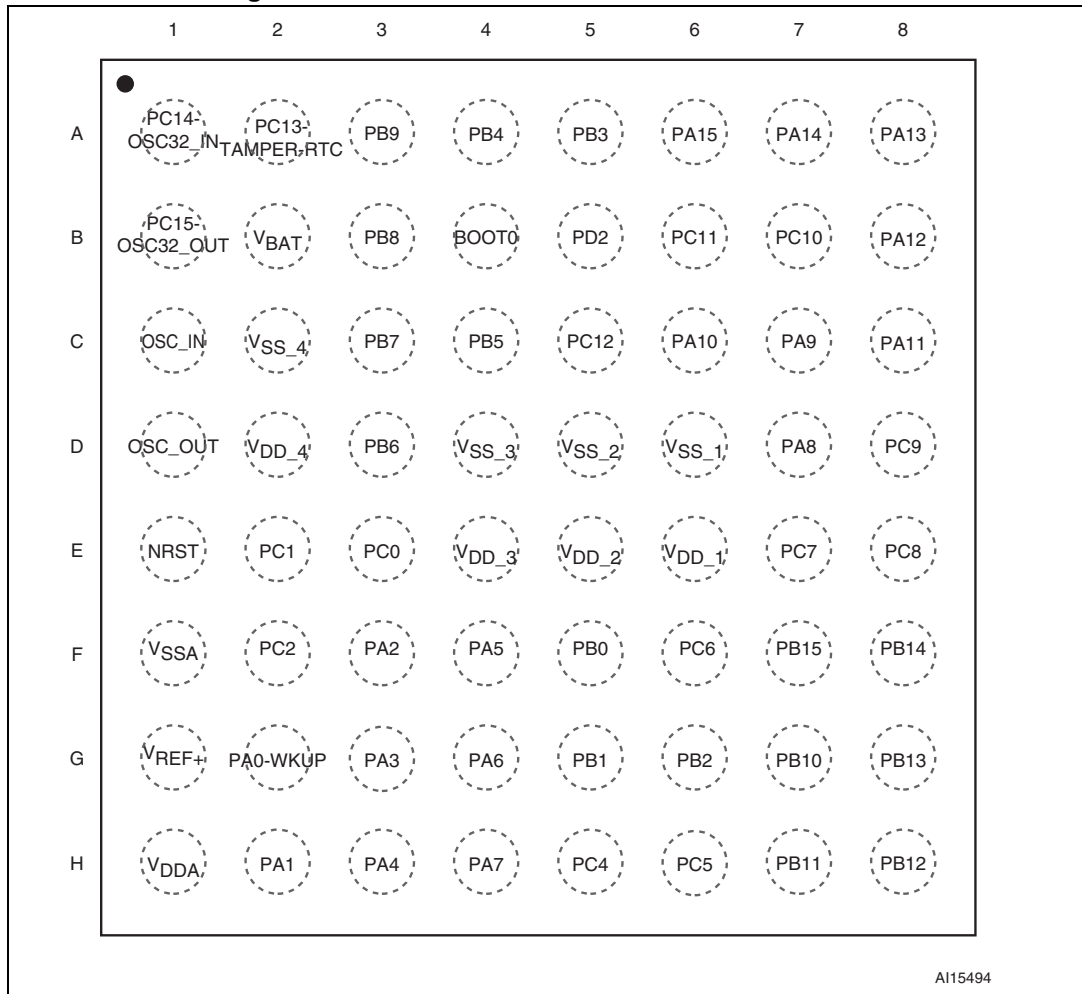 1 2 3 4 5 6 7 8
A PC14-OSC32_IN PC13-TAMPER-RTC PB9 PB4 PB3 PA15 PA14 PA13
B PC15-OSC32_OUT VBAT PB8 BOOT0 PD2 PC11 PC10 PA12
C OSC_IN VSS_4 PB7 PB5 PC12 PA10 PA9 PA11
D OSC_OUT VDD_4 PB6 VSS_3 VSS_2 VSS_1 PA8 PC9
E NRST PC1 PC0 VDD_3 VDD_2 VDD_1 PC7 PC8
F VSSA PC2 PA2 PA5 PB0 PC6 PB15 PB14
G VREF+ PA0-WKUP PA3 PA6 PB1 PB2 PB10 PB13
H VDDA PA1 PA4 PA7 PC4 PC5 PB11 PB12
AI15494